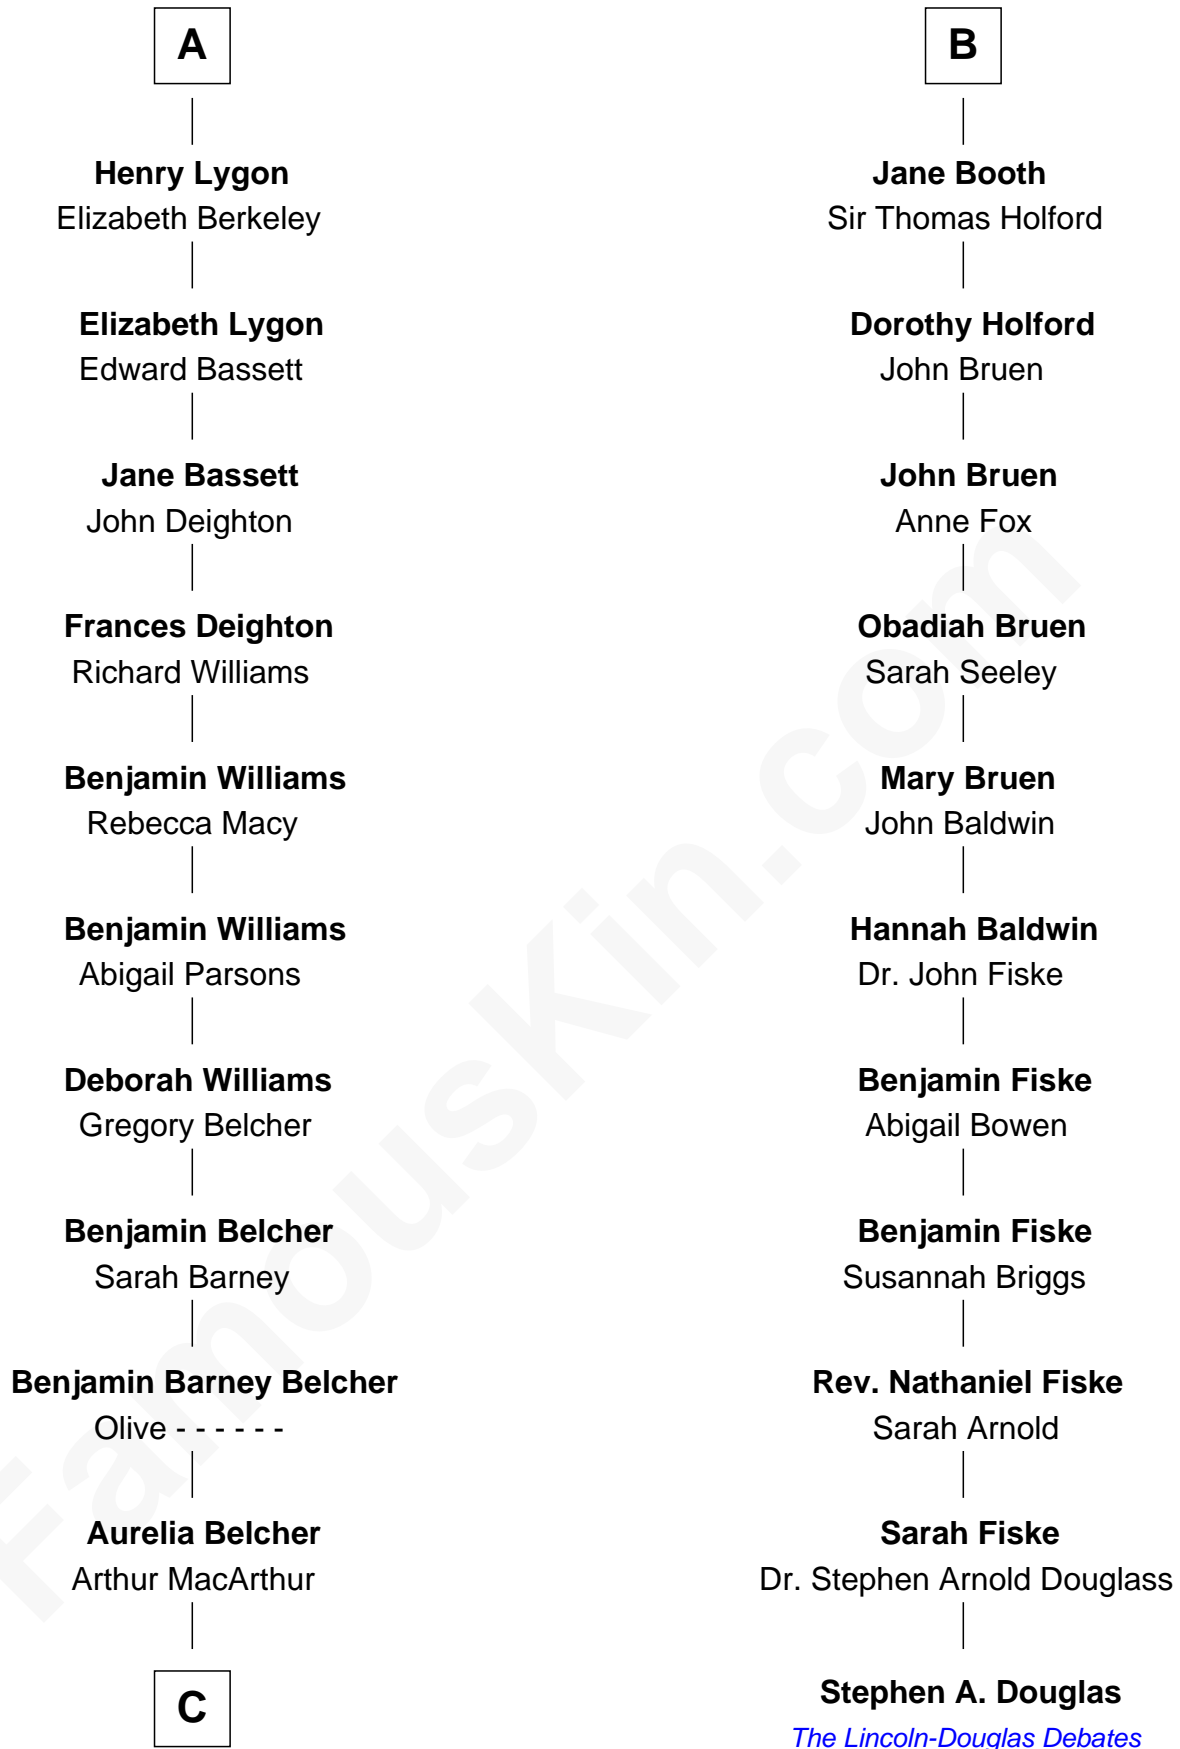 A
Henry Lygon
Elizabeth Berkeley
Elizabeth Lygon
Edward Bassett
Jane Bassett
John Deighton
Frances Deighton
Richard Williams
Benjamin Williams
Rebecca Macy
Benjamin Williams
Abigail Parsons
Deborah Williams
Gregory Belcher
Benjamin Belcher
Sarah Barney
Benjamin Barney Belcher
Olive - - - - - -
Aurelia Belcher
Arthur MacArthur
C
B
Jane Booth
Sir Thomas Holford
Dorothy Holford
John Bruen
John Bruen
Anne Fox
Obadiah Bruen
Sarah Seeley
Mary Bruen
John Baldwin
Hannah Baldwin
Dr. John Fiske
Benjamin Fiske
Abigail Bowen
Benjamin Fiske
Susannah Briggs
Rev. Nathaniel Fiske
Sarah Arnold
Sarah Fiske
Dr. Stephen Arnold Douglass
Stephen A. Douglas
The Lincoln-Douglas Debates
FamousKin.com